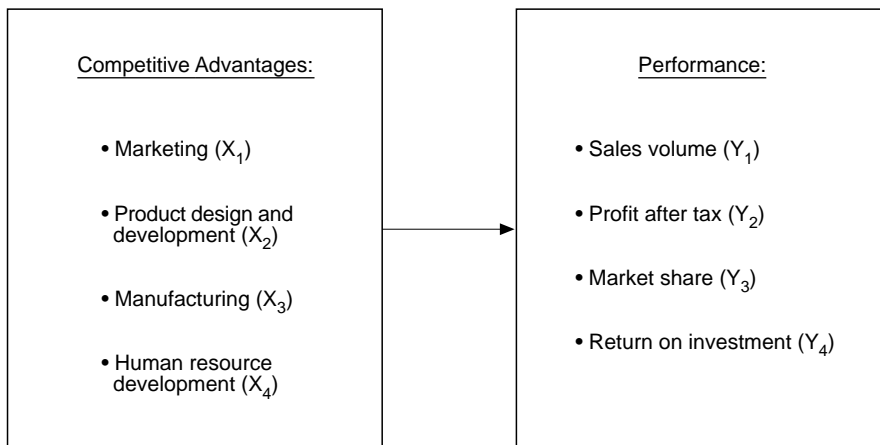 Competitive Advantages:
• Marketing (X₁)
• Product design and
development (X₂)
• Manufacturing (X₃)
• Human resource
development (X₄)
Performance:
• Sales volume (Y₁)
• Profit after tax (Y₂)
• Market share (Y₃)
• Return on investment (Y₄)